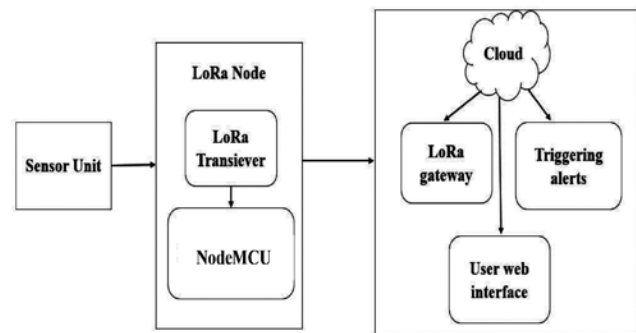 Cloud
LoRa Node
LoRa
Transiever
NodeMCU
Sensor Unit
LoRa
gateway
Triggering
alerts
User web
interface